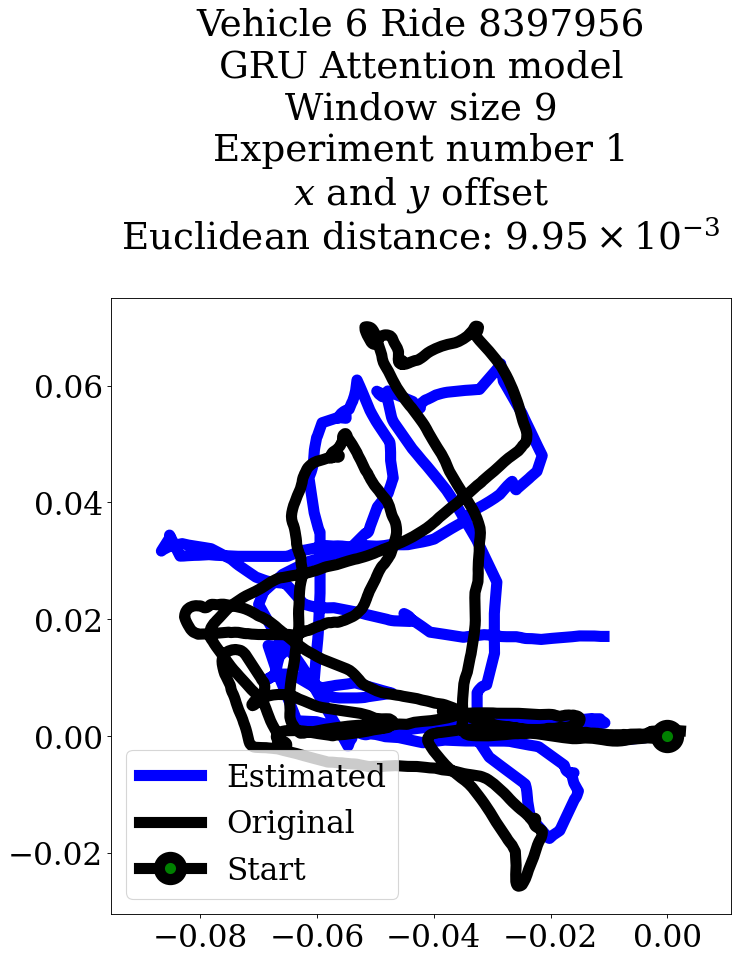 Vehicle 6 Ride 8397956
GRU Attention model
Window size 9
Experiment number 1
x and y offset
Euclidean distance: 9.95 × 10⁻³
0.06
0.04
0.02
0.00
−0.02
Estimated
Original
Start
−0.08 −0.06 −0.04 −0.02 0.00